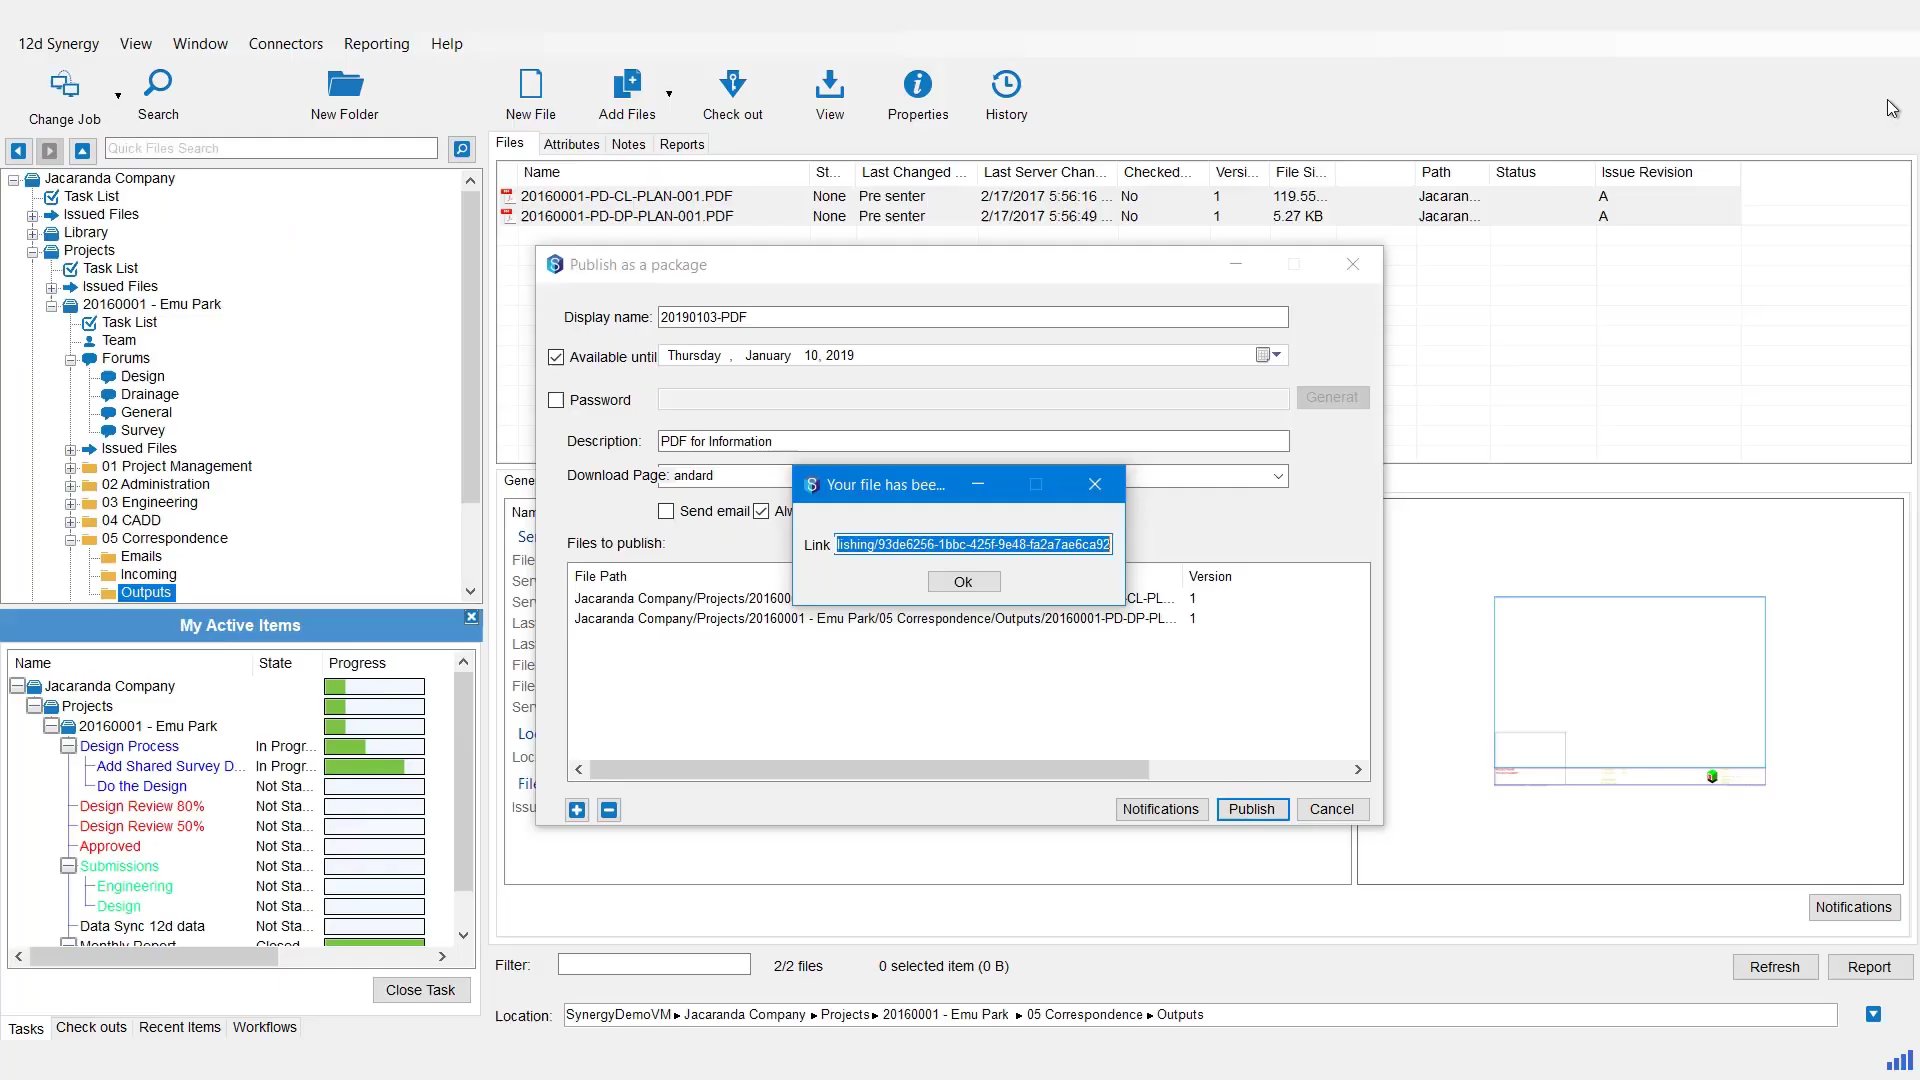 12d Synergy View Window Connectors Reporting Help
Change Job Search New Folder New File Add Files Check out View Properties History
Quick Files Search
Files Attributes Notes Reports
Jacaranda Company
Task List
Issued Files
Library
Projects
Task List
Issued Files
20160001 - Emu Park
Task List
Team
Forums
Design
Drainage
General
Survey
Issued Files
01 Project Management
02 Administration
03 Engineering
04 CADD
05 Correspondence
Emails
Incoming
Outputs
Name St... Last Changed ... Last Server Chan... Checked... Versi... File Si... Path Status Issue Revision
20160001-PD-CL-PLAN-001.PDF None Pre senter 2/17/2017 5:56:16 ... No 1 119.55... Jacaran... A
20160001-PD-DP-PLAN-001.PDF None Pre senter 2/17/2017 5:56:49 ... No 1 5.27 KB Jacaran... A
Publish as a package
Display name: 20190103-PDF
Available until Thursday , January 10, 2019
Password Generat
Description: PDF for Information
Download Page: andard
Send email Alw
Files to publish:
File Path Version
Jacaranda Company/Projects/201600 -CL-PL... 1
Jacaranda Company/Projects/20160001 - Emu Park/05 Correspondence/Outputs/20160001-PD-DP-PL... 1
Notifications Publish Cancel
Your file has bee...
Link lishing/93de6256-1bbc-425f-9e48-fa2a7ae6ca92
Ok
Gene
Nam
Se
File
Serv
Serv
Las
Las
File
File
Serv
Lo
Loc
File
Issu
Notifications
My Active Items
Name State Progress
Jacaranda Company
Projects
20160001 - Emu Park
Design Process In Progr...
Add Shared Survey D... In Progr...
Do the Design Not Sta...
Design Review 80% Not Sta...
Design Review 50% Not Sta...
Approved Not Sta...
Submissions Not Sta...
Engineering Not Sta...
Design Not Sta...
Data Sync 12d data Not Sta...
Monthly Report Closed
Close Task
Tasks Check outs Recent Items Workflows
Filter: 2/2 files 0 selected item (0 B) Refresh Report
Location: SynergyDemoVM Jacaranda Company Projects 20160001 - Emu Park 05 Correspondence Outputs